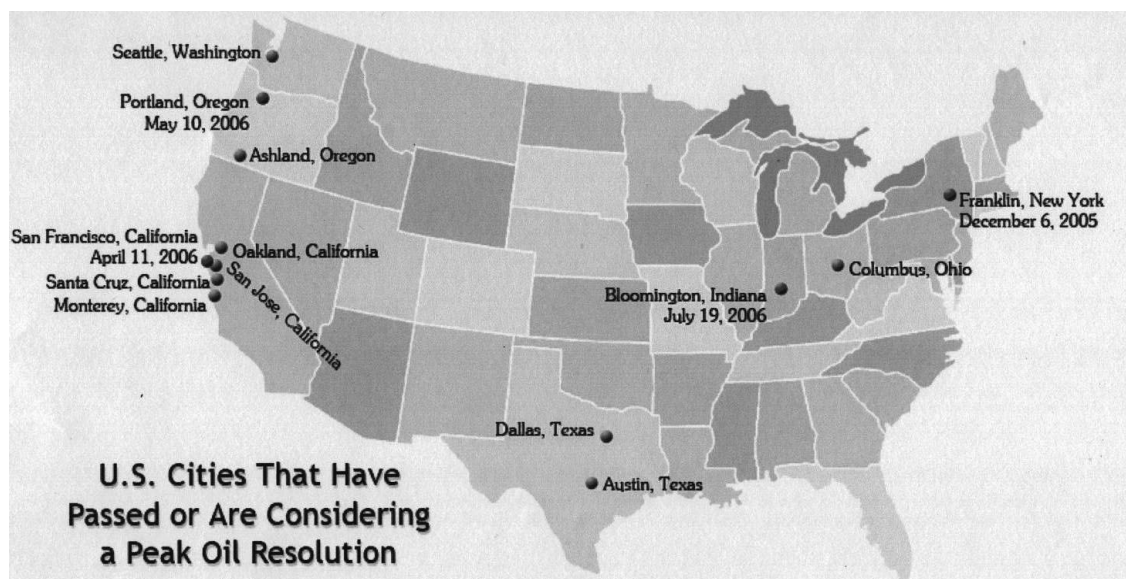 Seattle, Washington
Portland, Oregon
May 10, 2006
Ashland, Oregon
San Francisco, California
April 11, 2006
Oakland, California
San Jose, California
Santa Cruz, California
Monterey, California
Franklin, New York
December 6, 2005
Columbus, Ohio
Bloomington, Indiana
July 19, 2006
Dallas, Texas
Austin, Texas
U.S. Cities That Have
Passed or Are Considering
a Peak Oil Resolution